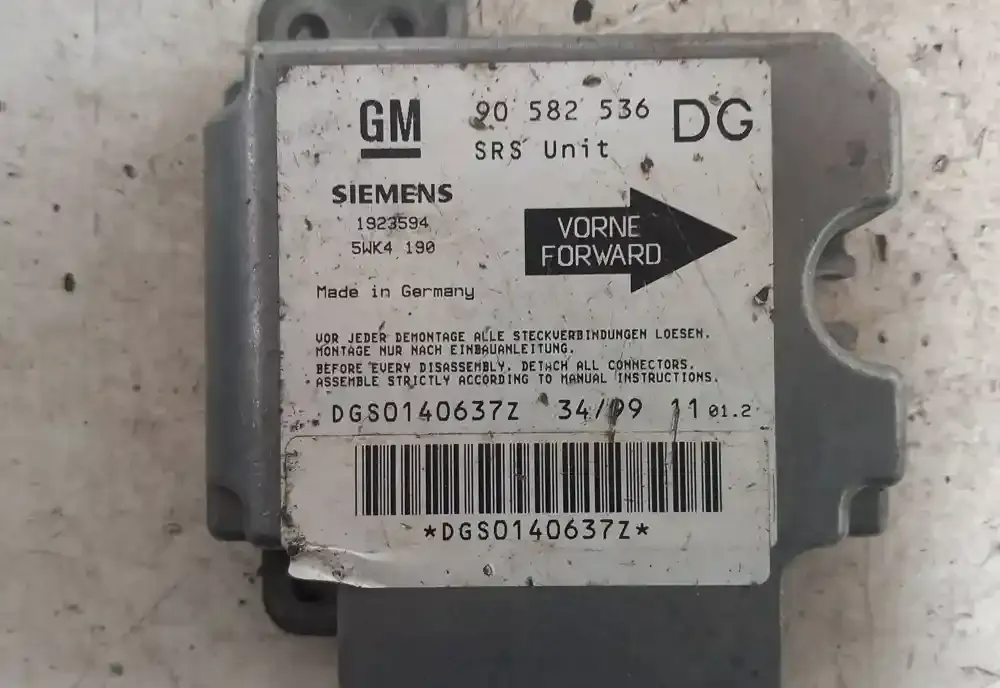 GM 90 582 536 DG
SRS Unit
SIEMENS
1923594
5WK4 190
VORNE
FORWARD
Made in Germany
VOR JEDER DEMONTAGE ALLE STECKVERBINDUNGEN LOESEN.
MONTAGE NUR NACH EINBAUANLEITUNG.
BEFORE EVERY DISASSEMBLY, DETACH ALL CONNECTORS.
ASSEMBLE STRICTLY ACCORDING TO MANUAL INSTRUCTIONS.
DGS0140637Z 34/99 11 01.2
*DGS0140637Z*